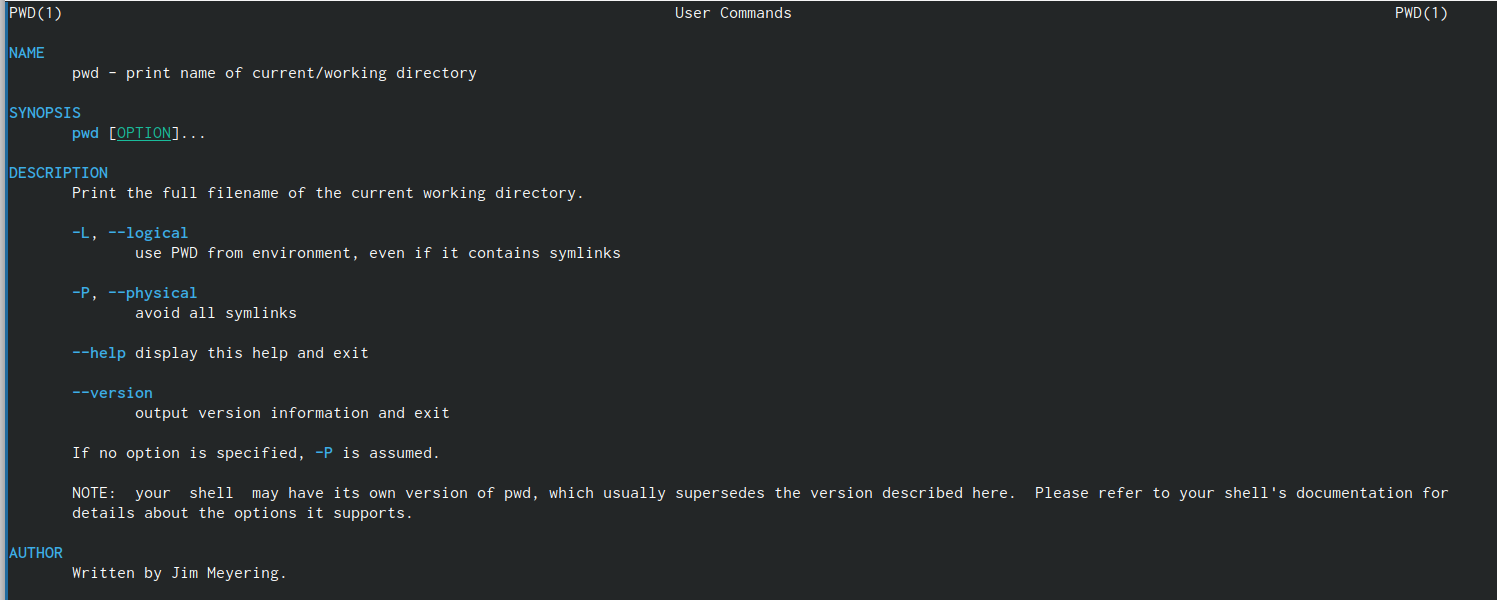 PWD(1) User Commands PWD(1)
NAME
pwd - print name of current/working directory
SYNOPSIS
pwd [OPTION]...
DESCRIPTION
Print the full filename of the current working directory.
-L, --logical
use PWD from environment, even if it contains symlinks
-P, --physical
avoid all symlinks
--help display this help and exit
--version
output version information and exit
If no option is specified, -P is assumed.
NOTE: your shell may have its own version of pwd, which usually supersedes the version described here. Please refer to your shell's documentation for
details about the options it supports.
AUTHOR
Written by Jim Meyering.